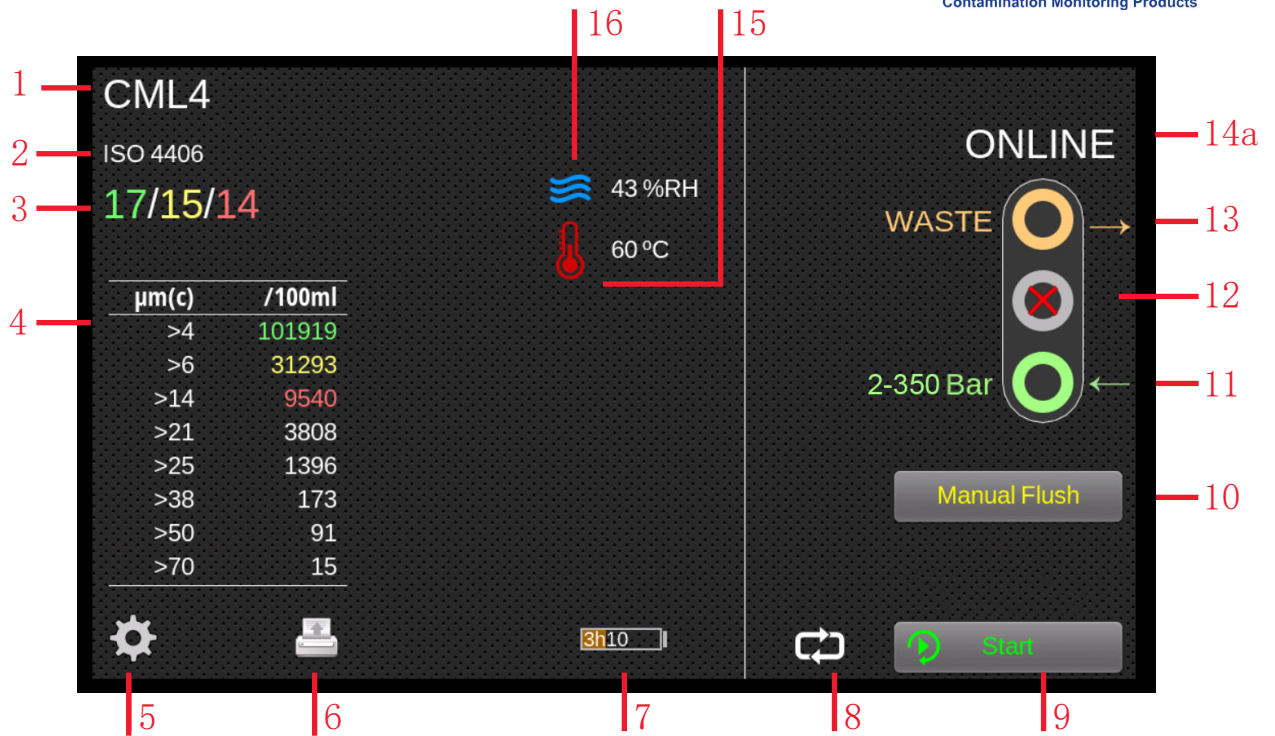 Contamination Monitoring Products
16
15
1
CML4
14a
ONLINE
2
ISO 4406
3
17/15/14
43 %RH
60 ºC
WASTE
→
13
12
µm(c) /100ml
4
>4 101919
>6 31293
>14 9540
>21 3808
>25 1396
>38 173
>50 91
>70 15
2-350 Bar
←
11
Manual Flush
10
3h10
Start
5
6
7
8
9